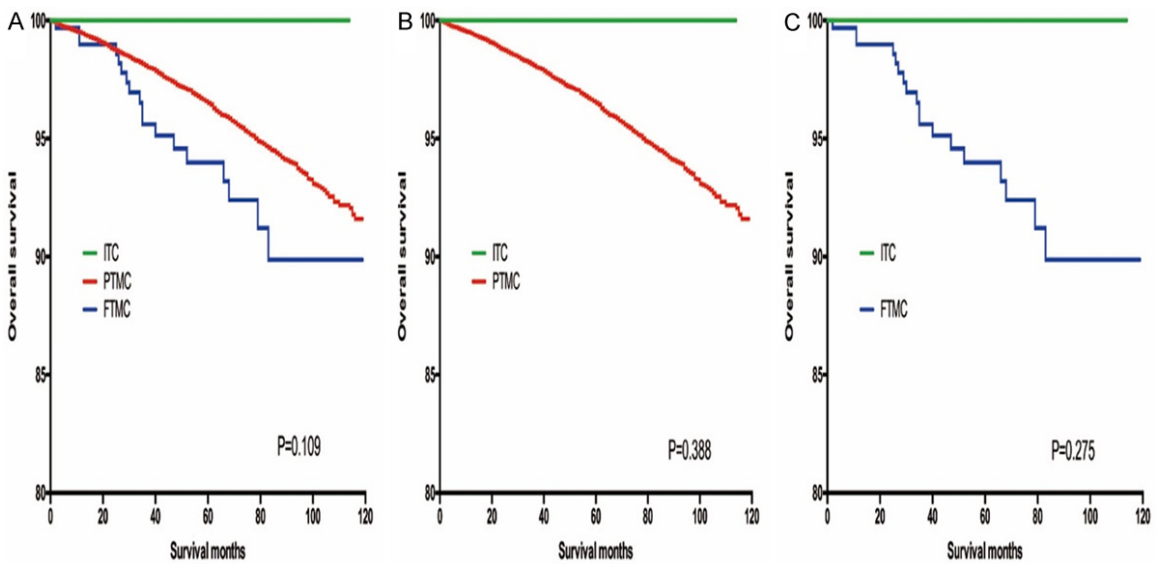 A
Overall survival
100
95
90
85
80
ITC
PTMC
FTMC
P=0.109
0 20 40 60 80 100 120
Survival months
B
Overall survival
100
95
90
85
80
ITC
PTMC
P=0.388
0 20 40 60 80 100 120
Survival months
C
Overall survival
100
95
90
85
80
ITC
FTMC
P=0.275
0 20 40 60 80 100 120
Survival months